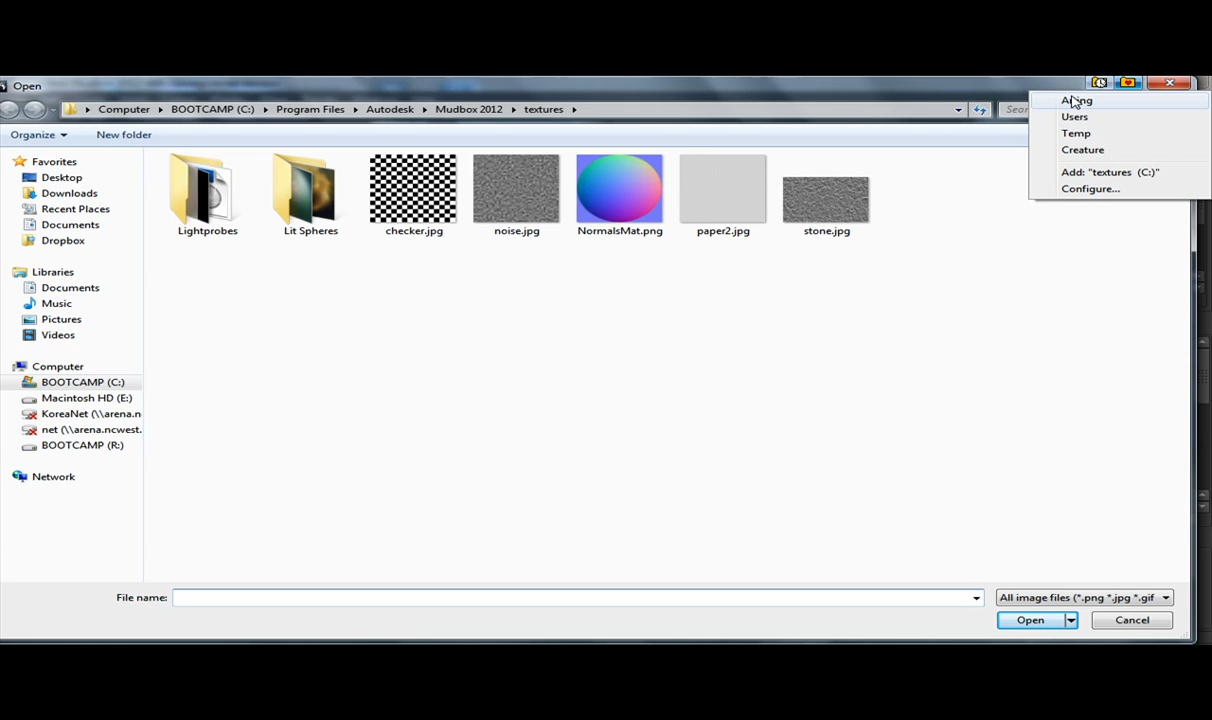 Open
Computer BOOTCAMP (C:) Program Files Autodesk Mudbox 2012 textures
Users
Temp
Creature
Add: "textures (C:)"
Configure...
Organize New folder
Favorites
Desktop
Downloads
Recent Places
Documents
Dropbox
Libraries
Documents
Music
Pictures
Videos
Computer
BOOTCAMP (C:)
Macintosh HD (E:)
KoreaNet (\\arena.n
net (\\arena.ncwest.
BOOTCAMP (R:)
Network
Lightprobes Lit Spheres checker.jpg noise.jpg NormalsMat.png paper2.jpg stone.jpg
File name: All image files (*.png *.jpg *.gif
Open Cancel